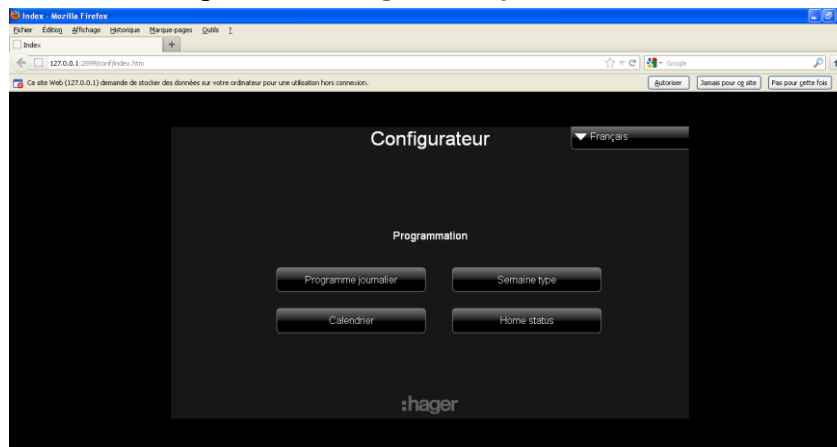 Index - Mozilla Firefox
Fichier Édition Affichage Historique Marque-pages Outils ?
Index +
127.0.0.1:2899/conf/index.htm Google
Ce site Web (127.0.0.1) demande de stocker des données sur votre ordinateur pour une utilisation hors connexion. Autoriser Jamais pour ce site Pas pour cette fois
Configurateur Français
Programmation
Programme journalier Semaine type
Calendrier Home status
:hager